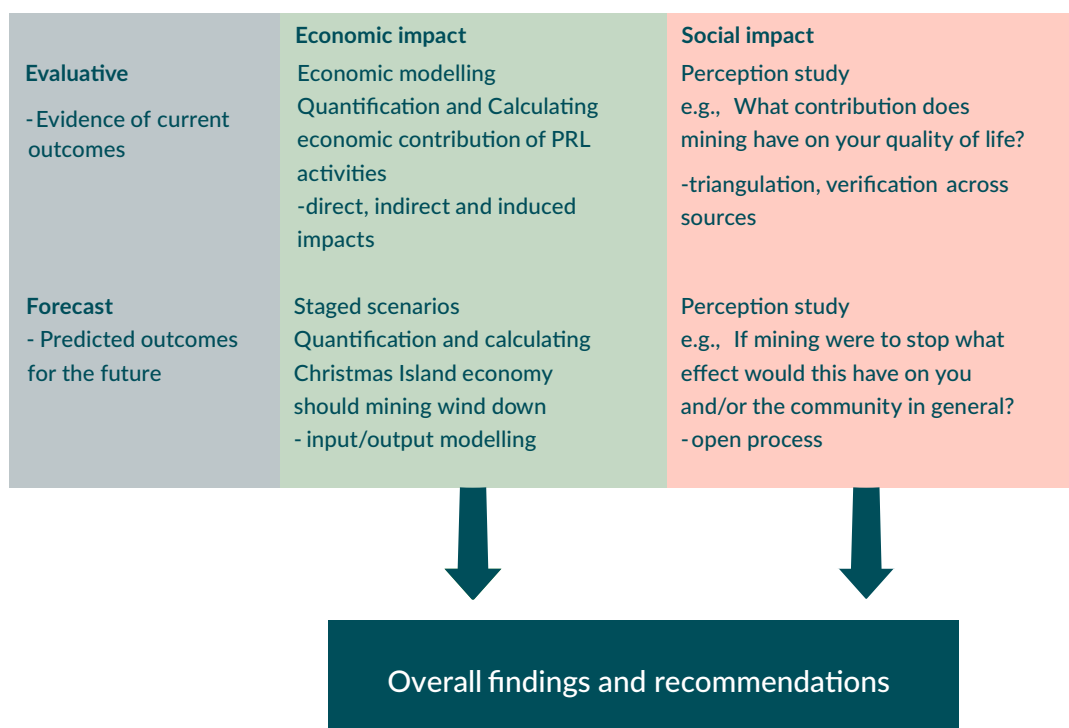 Economic impact
Social impact
Evaluative
- Evidence of current
outcomes
Economic modelling
Quantification and Calculating
economic contribution of PRL
activities
-direct, indirect and induced
impacts
Perception study
e.g., What contribution does
mining have on your quality of life?
-triangulation, verification across
sources
Forecast
- Predicted outcomes
for the future
Staged scenarios
Quantification and calculating
Christmas Island economy
should mining wind down
- input/output modelling
Perception study
e.g., If mining were to stop what
effect would this have on you
and/or the community in general?
- open process
Overall findings and recommendations